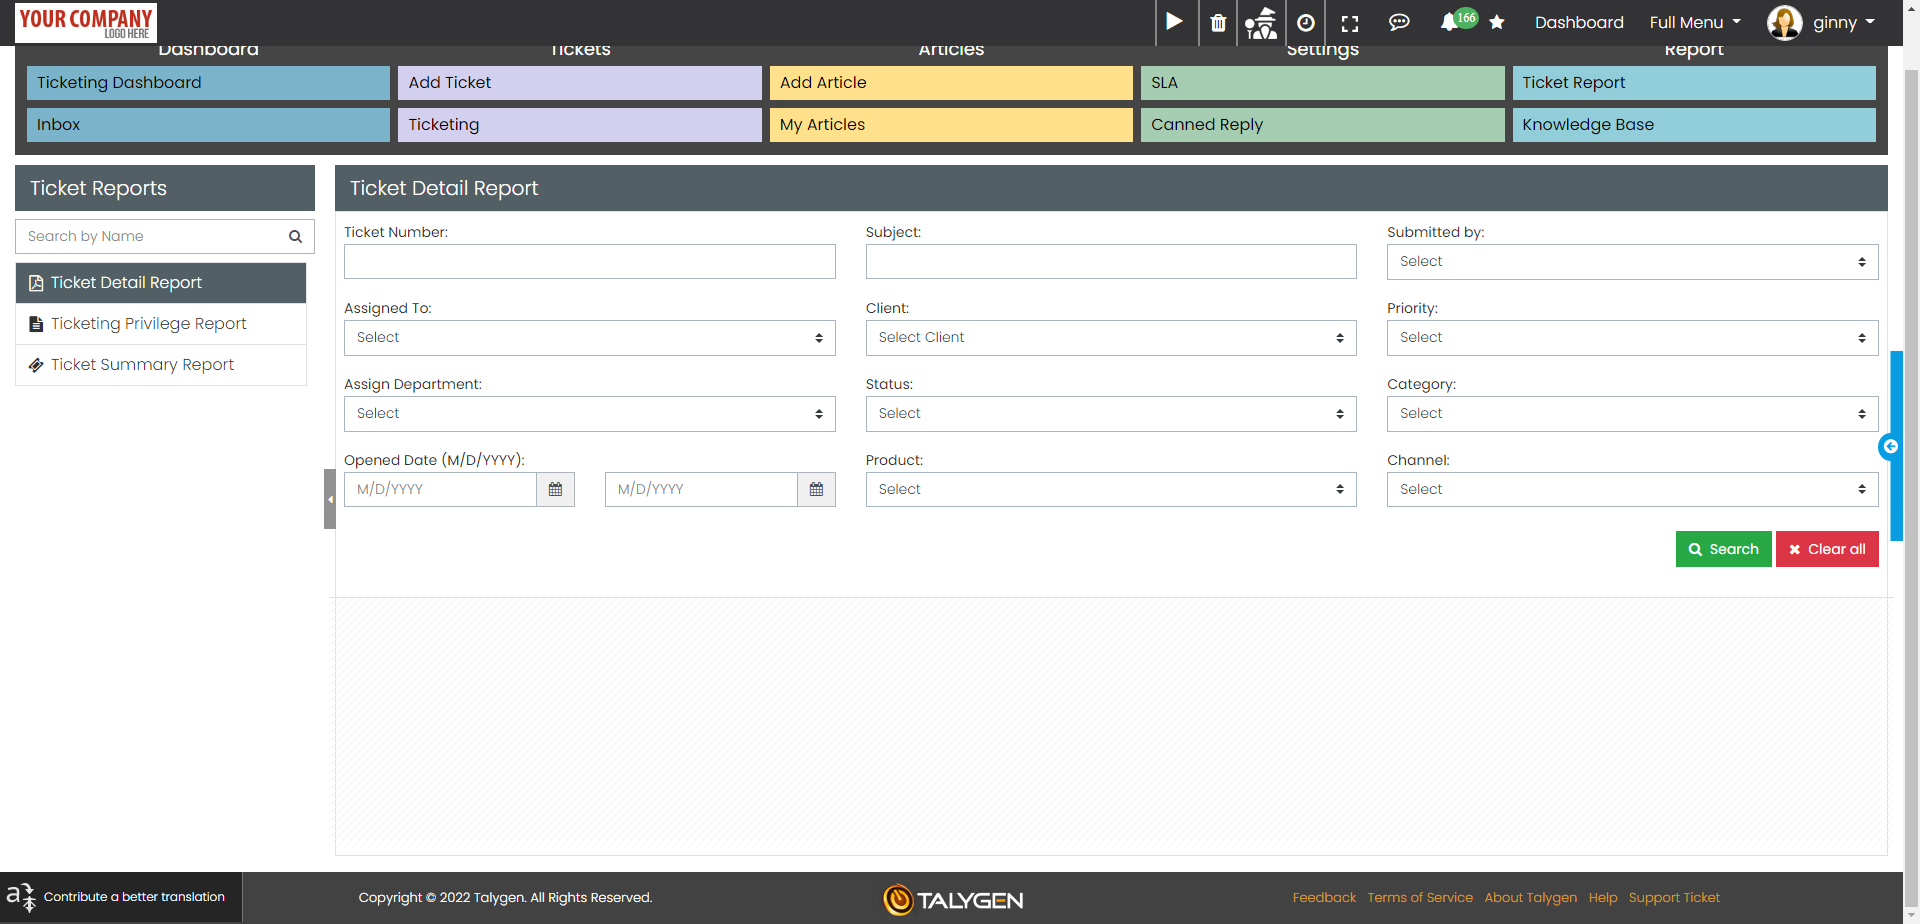 YOUR COMPANY
LOGO HERE
166
Dashboard
Full Menu
ginny
Dashboard
Tickets
Articles
Settings
Report
Ticketing Dashboard
Add Ticket
Add Article
SLA
Ticket Report
Inbox
Ticketing
My Articles
Canned Reply
Knowledge Base
Ticket Reports
Search by Name
Ticket Detail Report
Ticketing Privilege Report
Ticket Summary Report
Ticket Detail Report
Ticket Number:
Subject:
Submitted by:
Select
Assigned To:
Client:
Priority:
Select
Select Client
Select
Assign Department:
Status:
Category:
Select
Select
Select
Opened Date (M/D/YYYY):
Product:
Channel:
M/D/YYYY
M/D/YYYY
Select
Select
Search
Clear all
Contribute a better translation
Copyright © 2022 Talygen. All Rights Reserved.
TALYGEN
Feedback
Terms of Service
About Talygen
Help
Support Ticket